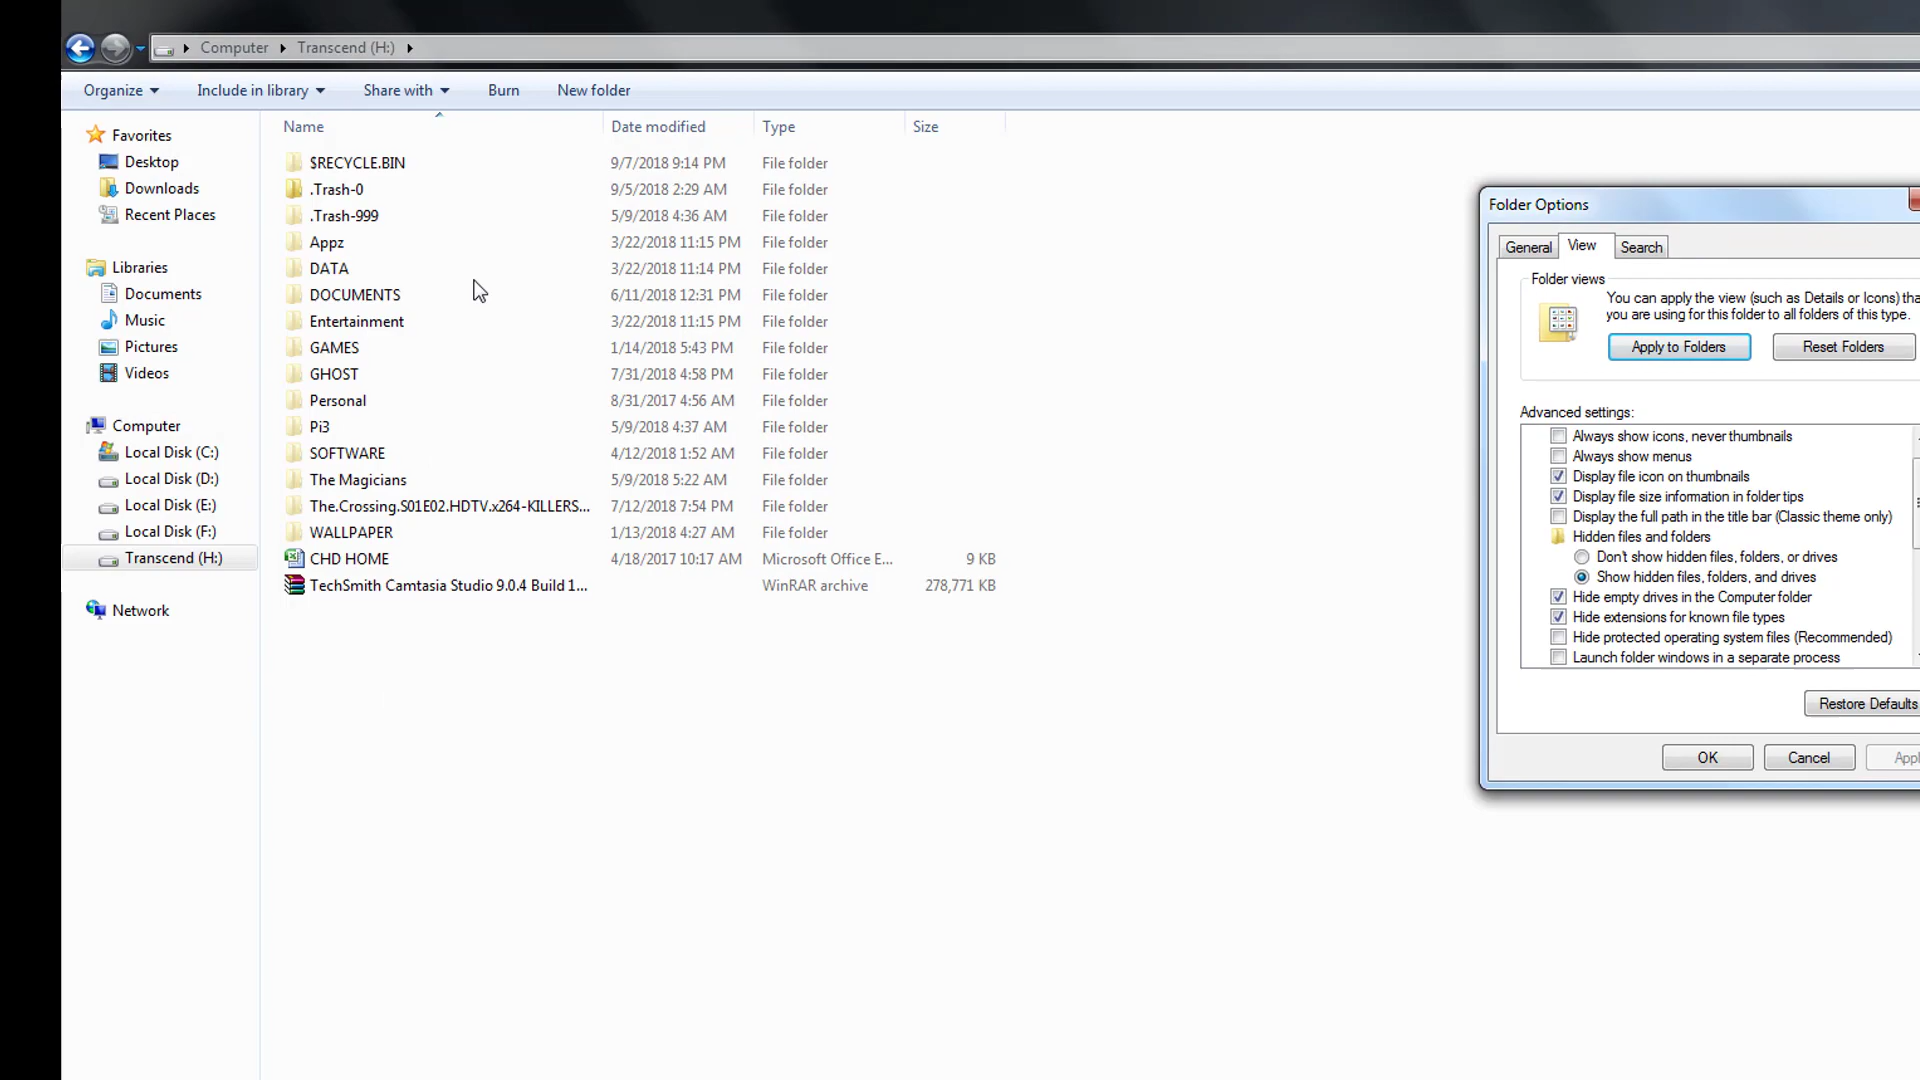 Computer Transcend (H:)
Organize Include in library Share with Burn New folder
Favorites
Desktop
Downloads
Recent Places
Libraries
Documents
Music
Pictures
Videos
Computer
Local Disk (C:)
Local Disk (D:)
Local Disk (E:)
Local Disk (F:)
Transcend (H:)
Network
Name Date modified Type Size
$RECYCLE.BIN 9/7/2018 9:14 PM File folder
.Trash-0 9/5/2018 2:29 AM File folder
.Trash-999 5/9/2018 4:36 AM File folder
Appz 3/22/2018 11:15 PM File folder
DATA 3/22/2018 11:14 PM File folder
DOCUMENTS 6/11/2018 12:31 PM File folder
Entertainment 3/22/2018 11:15 PM File folder
GAMES 1/14/2018 5:43 PM File folder
GHOST 7/31/2018 4:58 PM File folder
Personal 8/31/2017 4:56 AM File folder
Pi3 5/9/2018 4:37 AM File folder
SOFTWARE 4/12/2018 1:52 AM File folder
The Magicians 5/9/2018 5:22 AM File folder
The.Crossing.S01E02.HDTV.x264-KILLERS... 7/12/2018 7:54 PM File folder
WALLPAPER 1/13/2018 4:27 AM File folder
CHD HOME 4/18/2017 10:17 AM Microsoft Office E... 9 KB
TechSmith Camtasia Studio 9.0.4 Build 1... WinRAR archive 278,771 KB
Folder Options
General View Search
Folder views
You can apply the view (such as Details or Icons) tha
you are using for this folder to all folders of this type.
Apply to Folders Reset Folders
Advanced settings:
Always show icons, never thumbnails
Always show menus
Display file icon on thumbnails
Display file size information in folder tips
Display the full path in the title bar (Classic theme only)
Hidden files and folders
Don't show hidden files, folders, or drives
Show hidden files, folders, and drives
Hide empty drives in the Computer folder
Hide extensions for known file types
Hide protected operating system files (Recommended)
Launch folder windows in a separate process
Restore Defaults
OK Cancel Appl